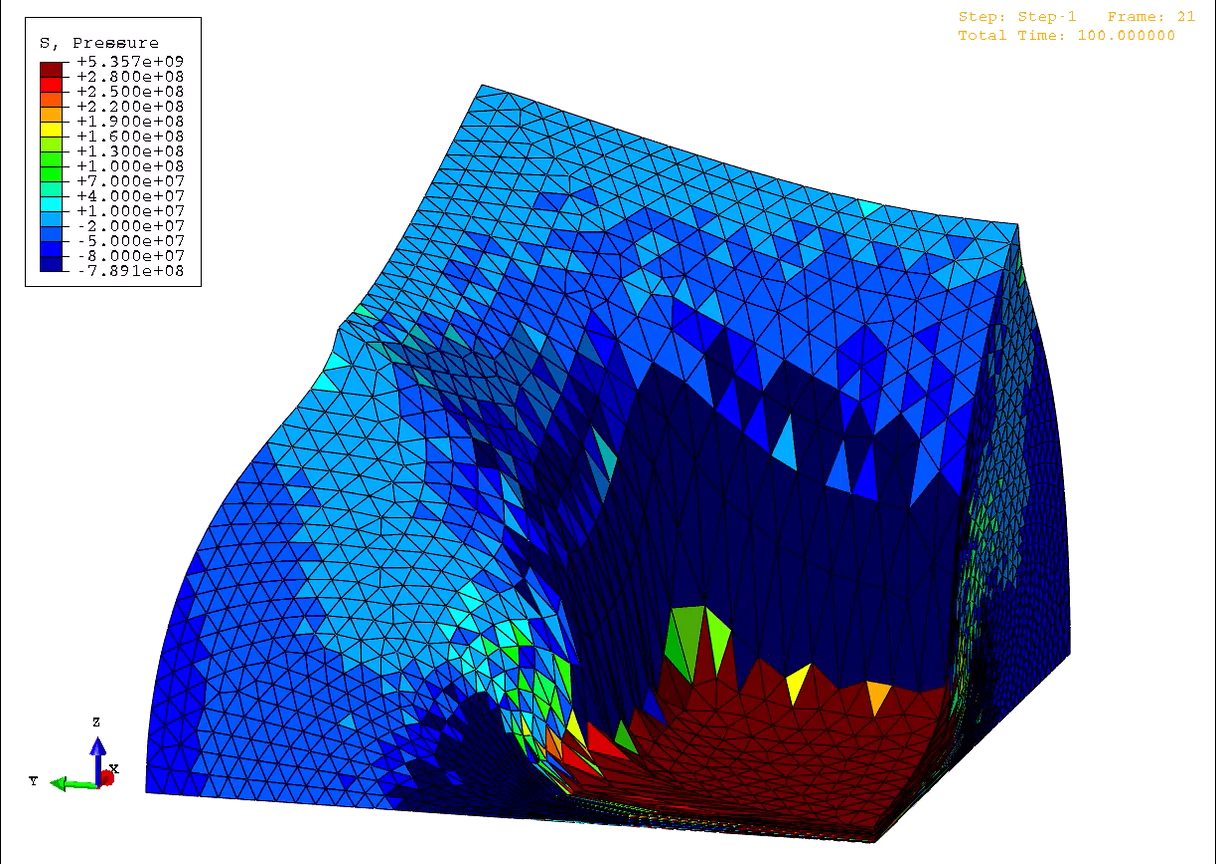 Step: Step-1 Frame: 21
Total Time: 100.000000
S, Pressure
+5.357e+09
+2.800e+08
+2.500e+08
+2.200e+08
+1.900e+08
+1.600e+08
+1.300e+08
+1.000e+08
+7.000e+07
+4.000e+07
+1.000e+07
-2.000e+07
-5.000e+07
-8.000e+07
-7.891e+08
Z
X
Y